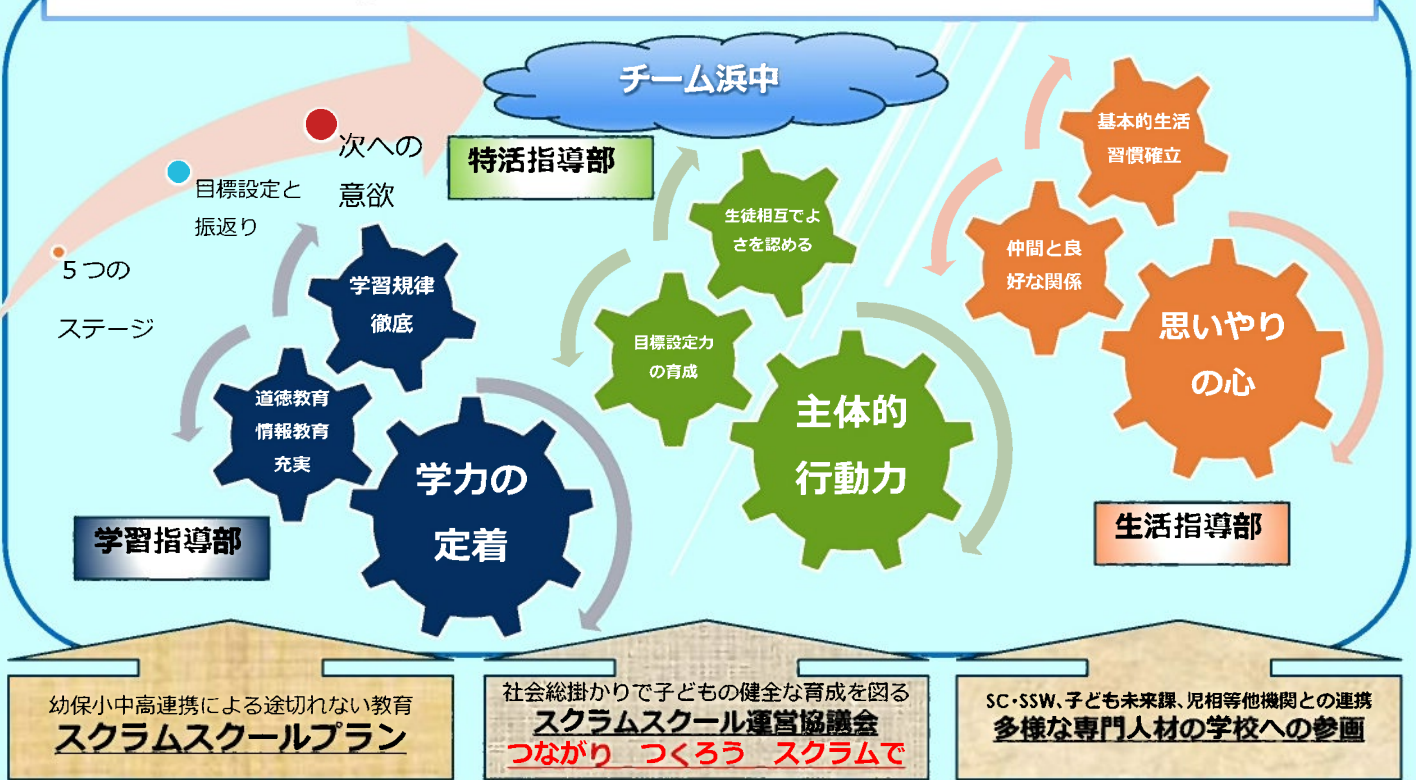 チーム浜中
次への
意欲
目標設定と
振返り
５つの
ステージ
特活指導部
生徒相互でよ
さを認める
目標設定力
の育成
主体的
行動力
学習規律
徹底
道徳教育
情報教育
充実
学力の
定着
学習指導部
基本的生活
習慣確立
仲間と良
好な関係
思いやり
の心
生活指導部
幼保小中高連携による途切れない教育
スクラムスクールプラン
社会総掛かりで子どもの健全な育成を図る
スクラムスクール運営協議会
つながり　つくろう　スクラムで
SC・SSW、子ども未来課、児相等他機関との連携
多様な専門人材の学校への参画